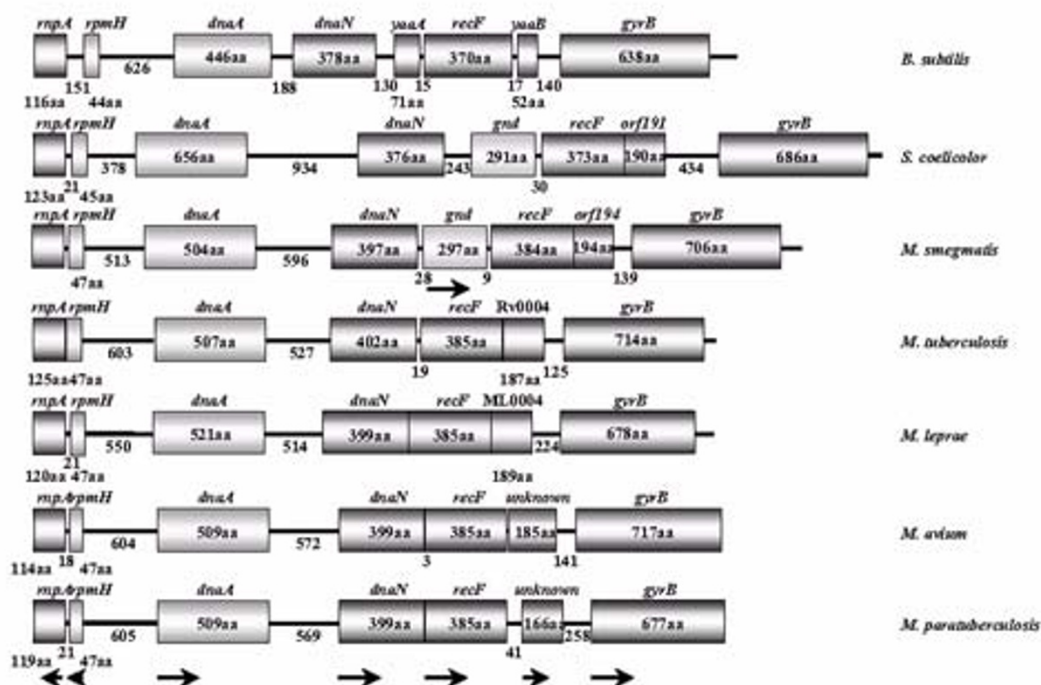 rnpA rpmH dnaA dnaN yaaA recF yaaB gyrB
446aa 378aa 370aa 638aa B. subtilis
151 626 188 130 15 17 140
116aa 44aa 71aa 52aa
rnpA rpmH dnaA dnaN gnd recF orf191 gyrB
656aa 376aa 291aa 373aa 190aa 686aa S. coelicolor
378 934 243 434
21 30
123aa 45aa
rnpA rpmH dnaA dnaN gnd recF orf194 gyrB
504aa 397aa 297aa 384aa 194aa 706aa M. smegmatis
513 596
28 9 139
47aa
rnpA rpmH dnaA dnaN recF Rv0004 gyrB
507aa 402aa 385aa 714aa M. tuberculosis
603 527
19 125
125aa 47aa 187aa
rnpA rpmH dnaA dnaN recF ML0004 gyrB
521aa 399aa 385aa 678aa M. leprae
550 514 224
21
120aa 47aa 189aa
rnpA rpmH dnaA dnaN recF unknown gyrB
509aa 399aa 385aa 185aa 717aa M. avium
604 572
18 3 141
114aa 47aa
rnpA rpmH dnaA dnaN recF unknown gyrB
509aa 399aa 385aa 166aa 677aa M. paratuberculosis
605 569 258
21 41
119aa 47aa